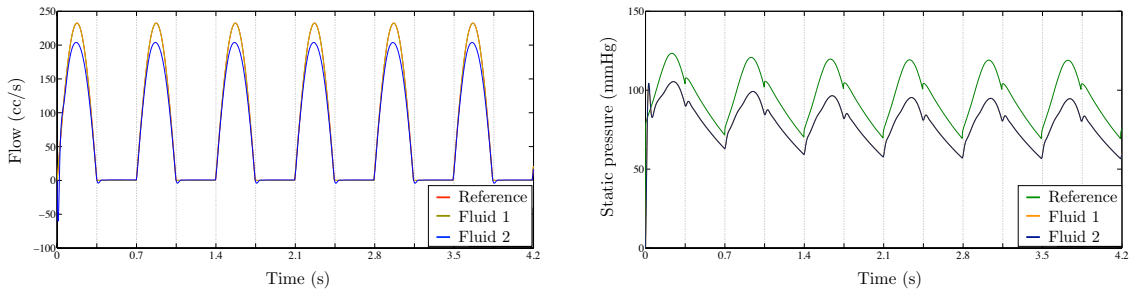 250
200
150
100
50
0
−50
−100
Flow (cc/s)
0 0.7 1.4 2.1 2.8 3.5 4.2
Time (s)
Reference
Fluid 1
Fluid 2
150
100
50
0
Static pressure (mmHg)
0 0.7 1.4 2.1 2.8 3.5 4.2
Time (s)
Reference
Fluid 1
Fluid 2